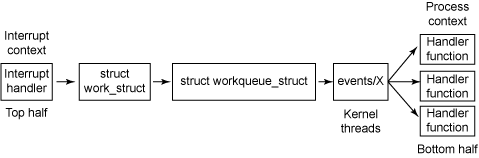 Process
context
Interrupt
context
Handler
function
Interrupt
handler
struct
work_struct
struct workqueue_struct
events/X
Handler
function
Top half
Kernel
threads
Handler
function
Bottom half